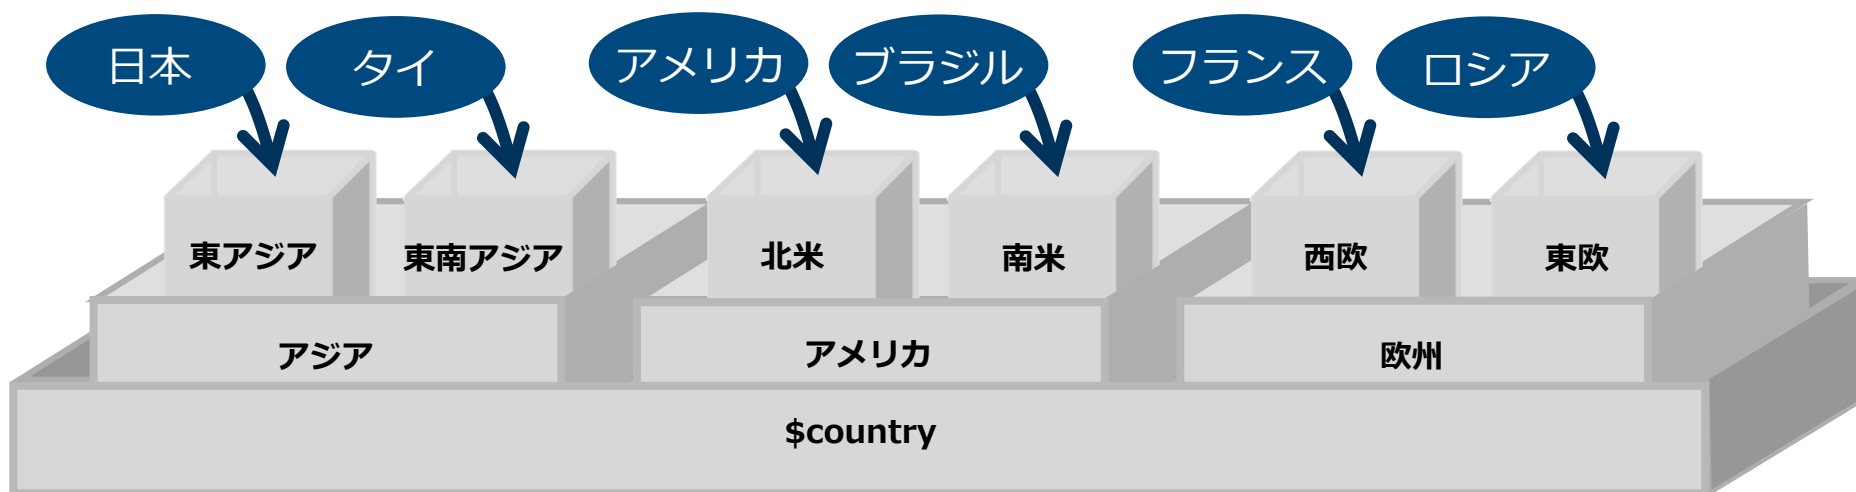 日本
タイ
アメリカ
ブラジル
フランス
ロシア
東アジア
東南アジア
北米
南米
西欧
東欧
アジア
アメリカ
欧州
$country